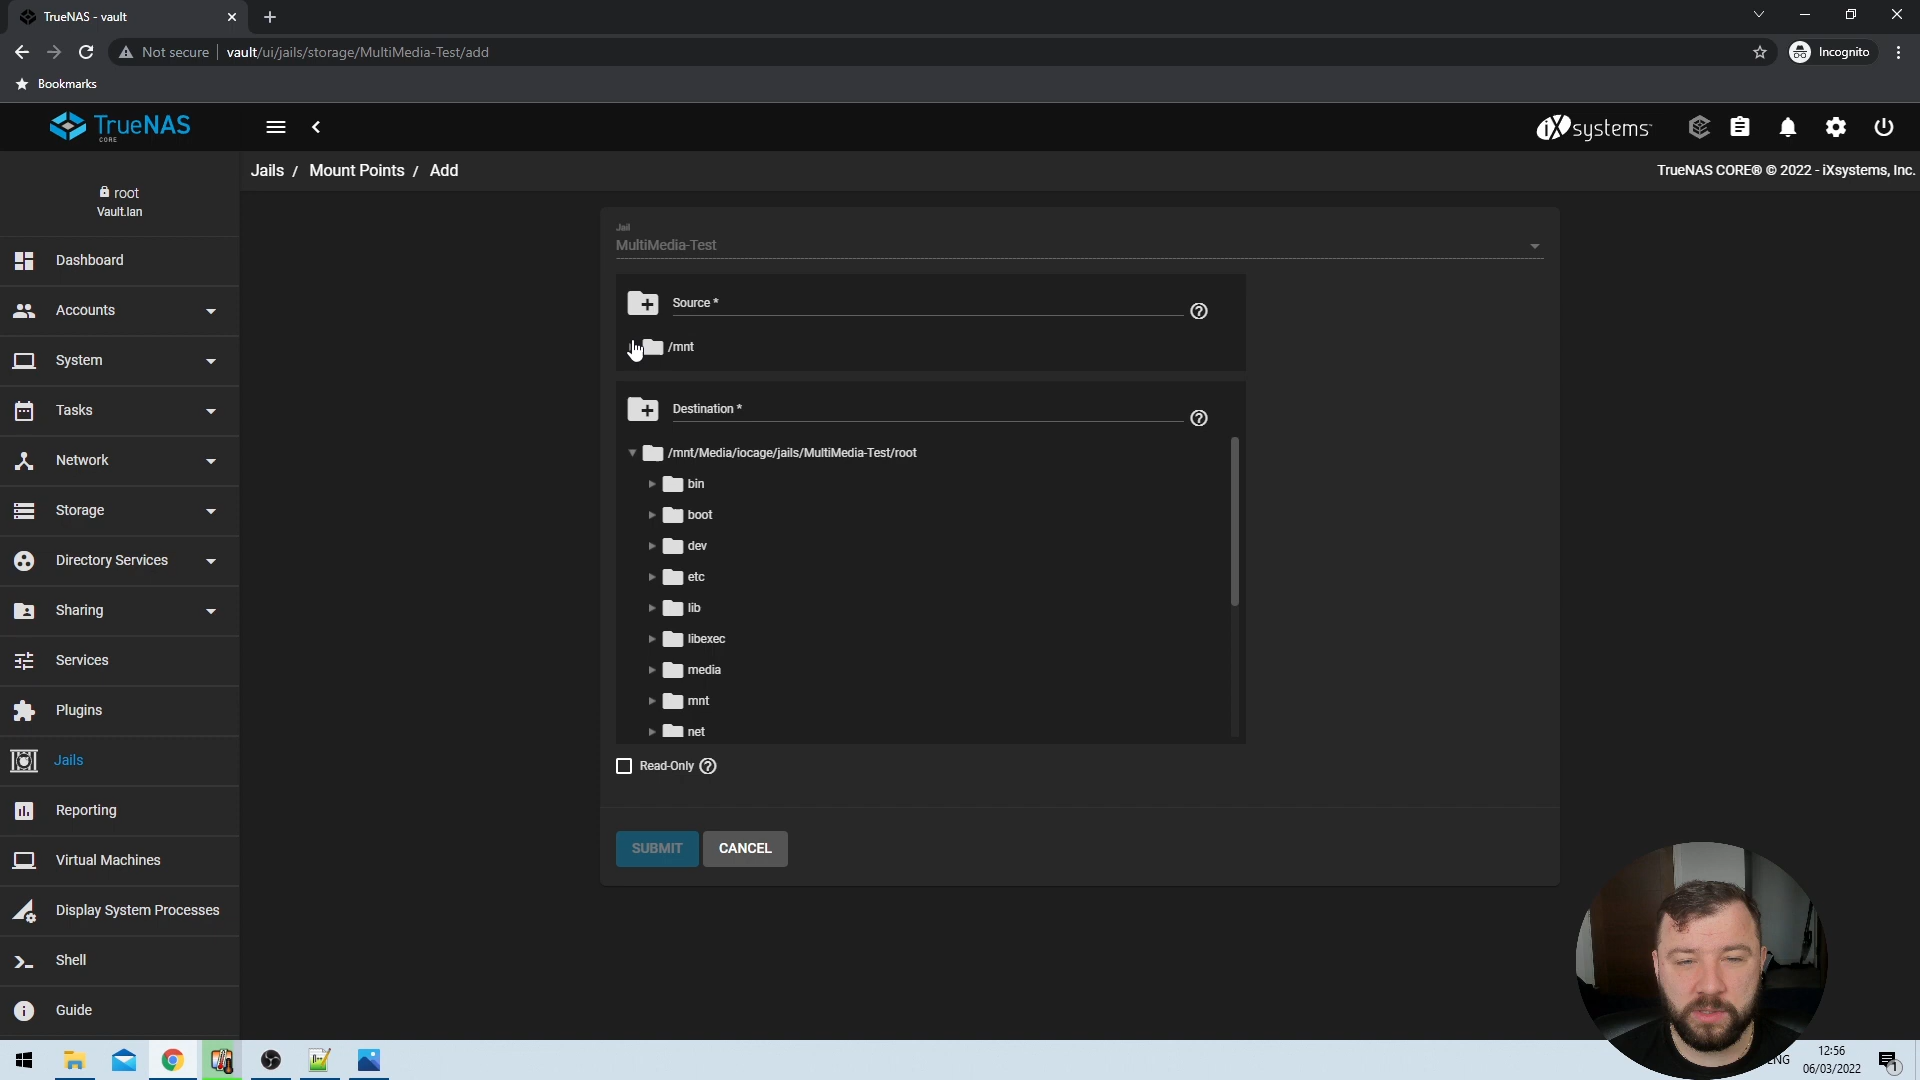 TrueNAS - vault
Not secure
vault/ui/jails/storage/MultiMedia-Test/add
Incognito
Bookmarks
TrueNAS
CORE
iXsystems
Jails / Mount Points / Add
TrueNAS CORE® © 2022 - iXsystems, Inc.
root
Vault.lan
Dashboard
Accounts
System
Tasks
Network
Storage
Directory Services
Sharing
Services
Plugins
Jails
Reporting
Virtual Machines
Display System Processes
Shell
Guide
Jail
MultiMedia-Test
Source *
/mnt
Destination *
/mnt/Media/iocage/jails/MultiMedia-Test/root
bin
boot
dev
etc
lib
libexec
media
mnt
net
Read-Only
SUBMIT
CANCEL
ENG
12:56
06/03/2022
1